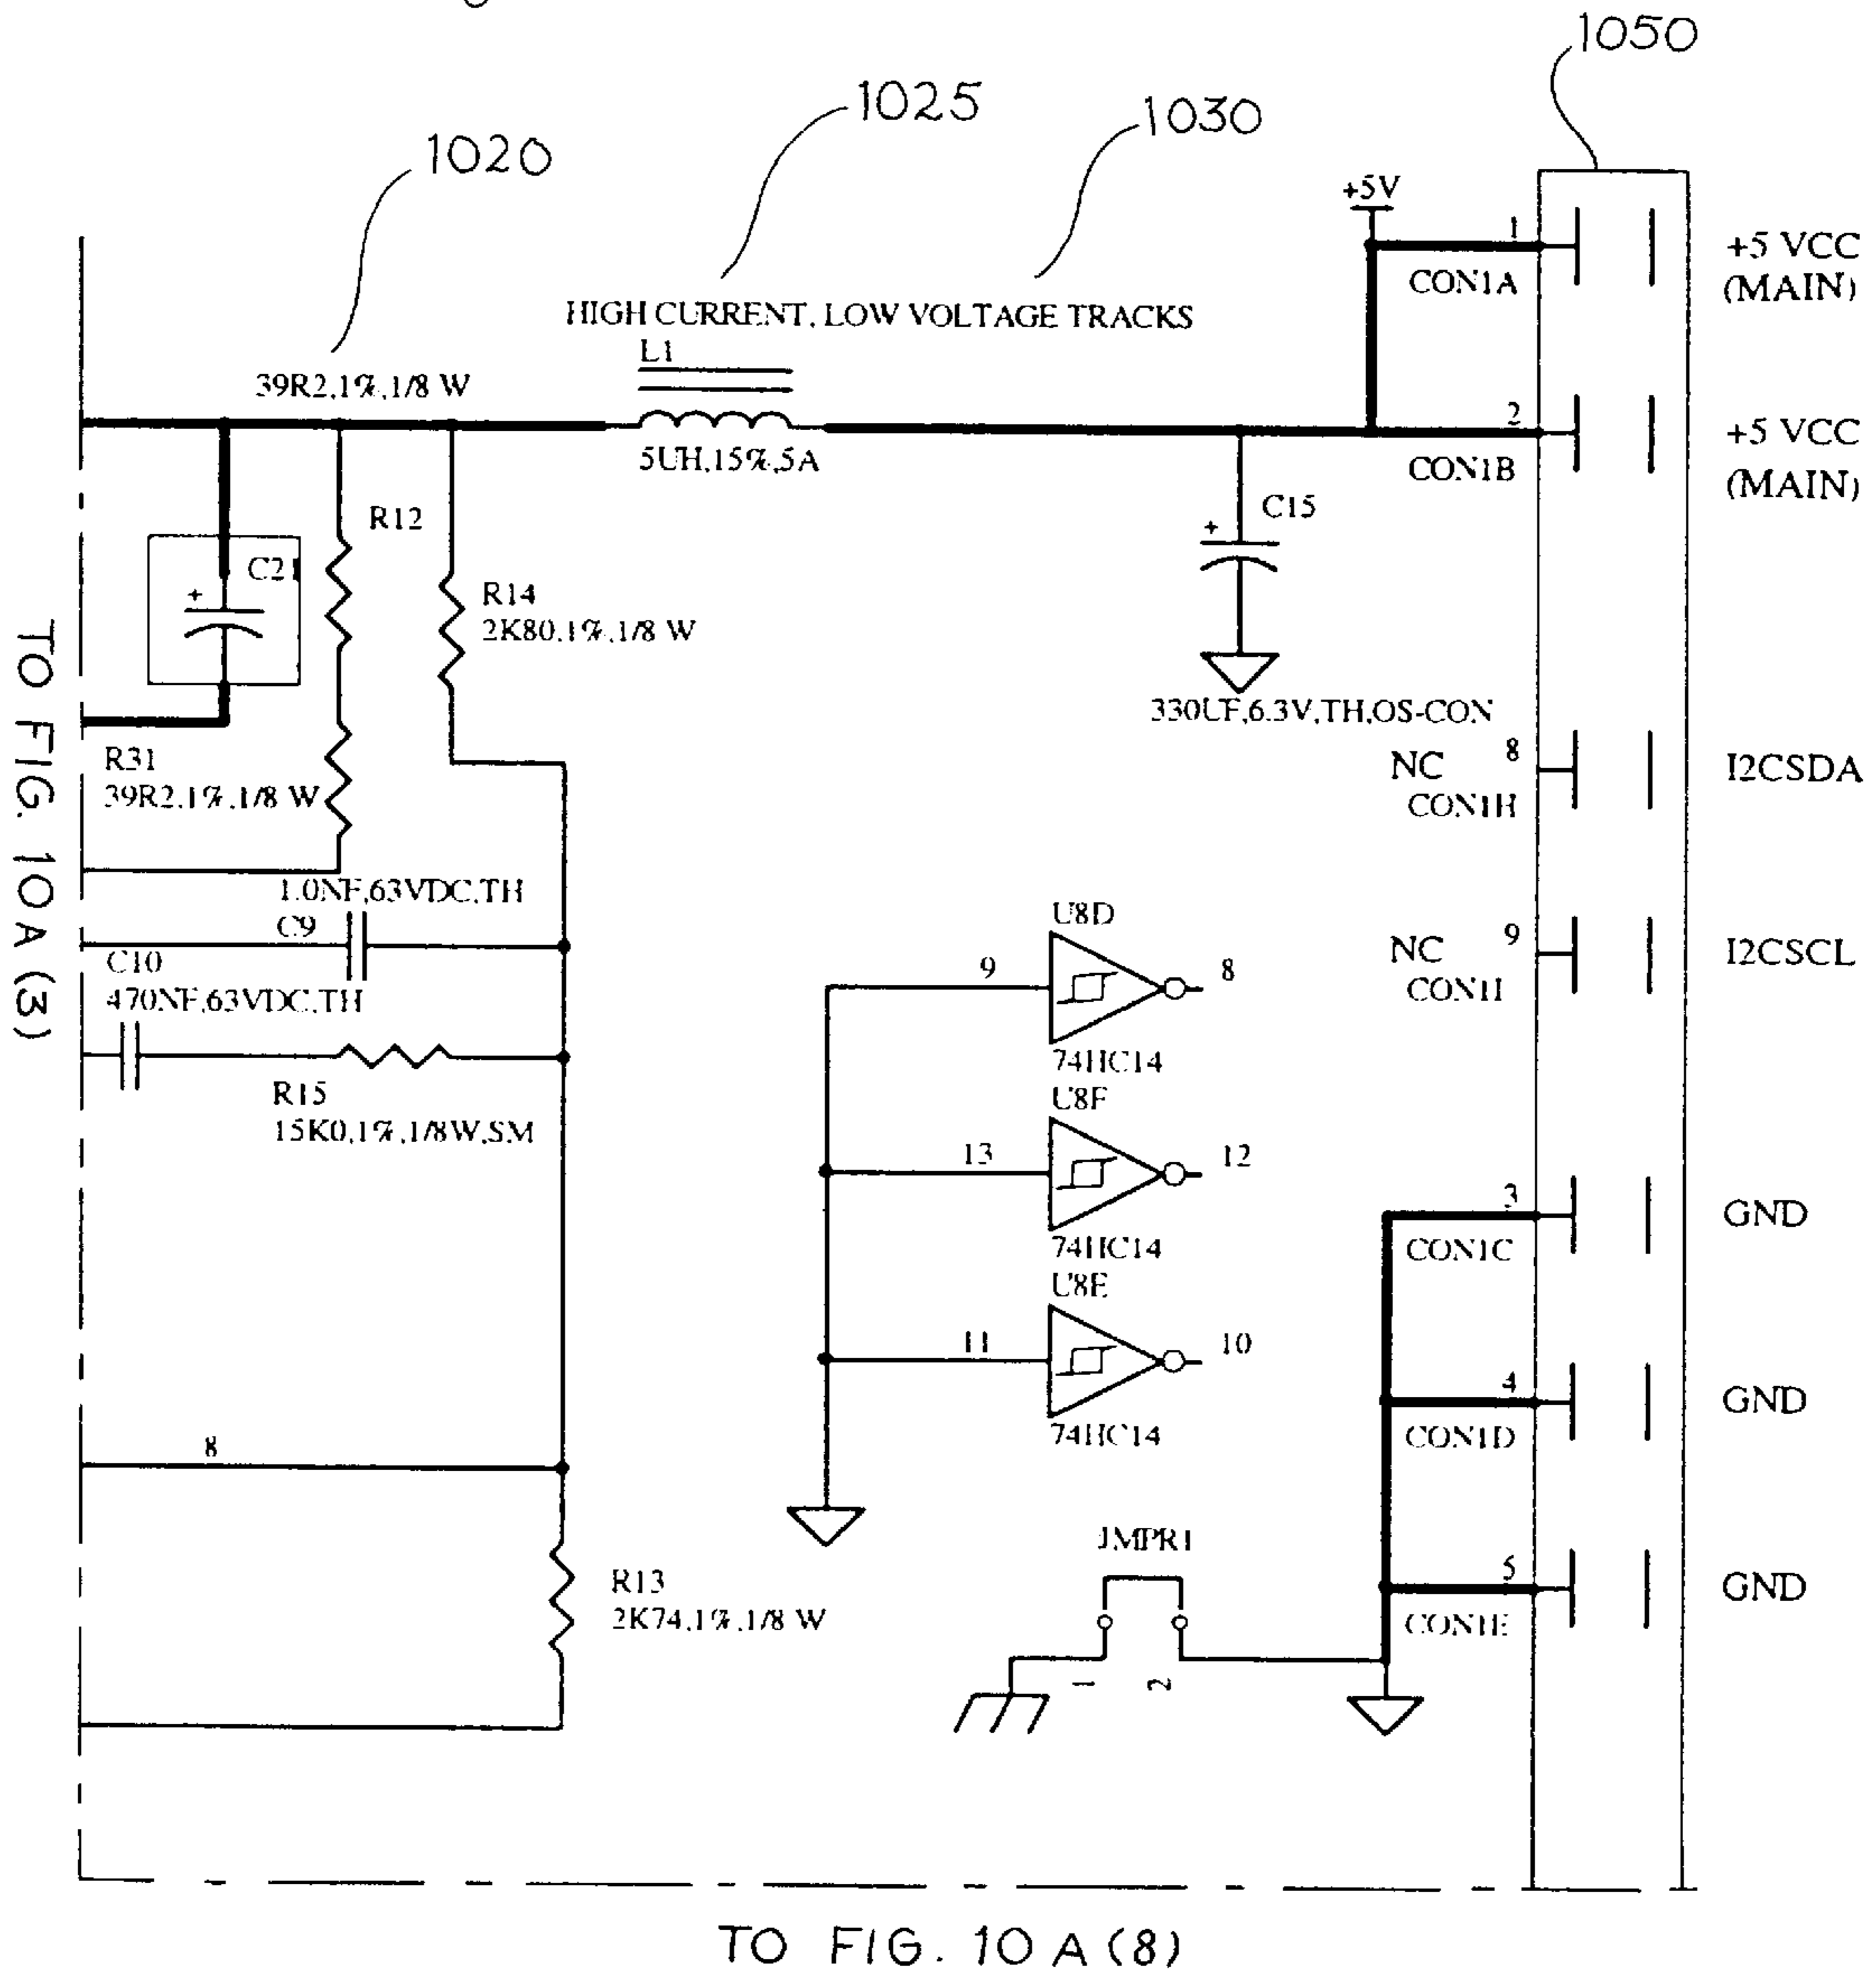 1050
1025
1030
1020
+5V
1
+5 VCC
(MAIN)
CON1A
HIGH CURRENT, LOW VOLTAGE TRACKS
L1
39R2,1%,1/8 W
2
+5 VCC
(MAIN)
5UH,15%,5A
CON1B
R12
C15
+
C21
+
R14
2K80,1%,1/8 W
330UF,6.3V,TH,OS-CON
R31
39R2,1%,1/8 W
NC
8
I2CSDA
CON1H
TO FIG. 10A (3)
1.0NF,63VDC,TH
C9
C10
470NF,63VDC,TH
U8D
9
8
74HC14
NC
9
I2CSCL
CON1I
R15
15K0,1%,1/8W,SM
U8F
13
12
74HC14
3
GND
CON1C
U8E
11
10
74HC14
4
GND
CON1D
8
JMPR1
5
GND
CON1E
R13
2K74,1%,1/8 W
1
2
TO FIG. 10 A (8)